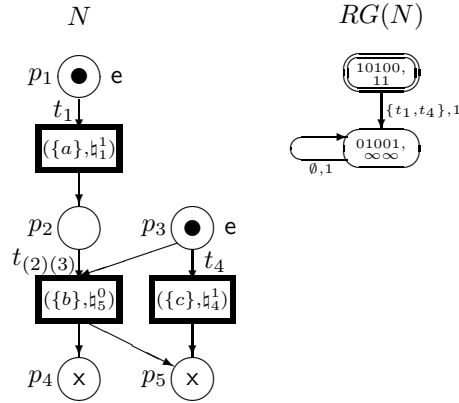 N
RG(N)
p₁ e
10100,
11
t₁
{t₁,t₄},1
({a},♮₁¹)
01001,
∞∞
∅,1
p₂ p₃ e
t₍₂₎₍₃₎ t₄
({b},♮₅⁰) ({c},♮₄¹)
p₄ x p₅ x